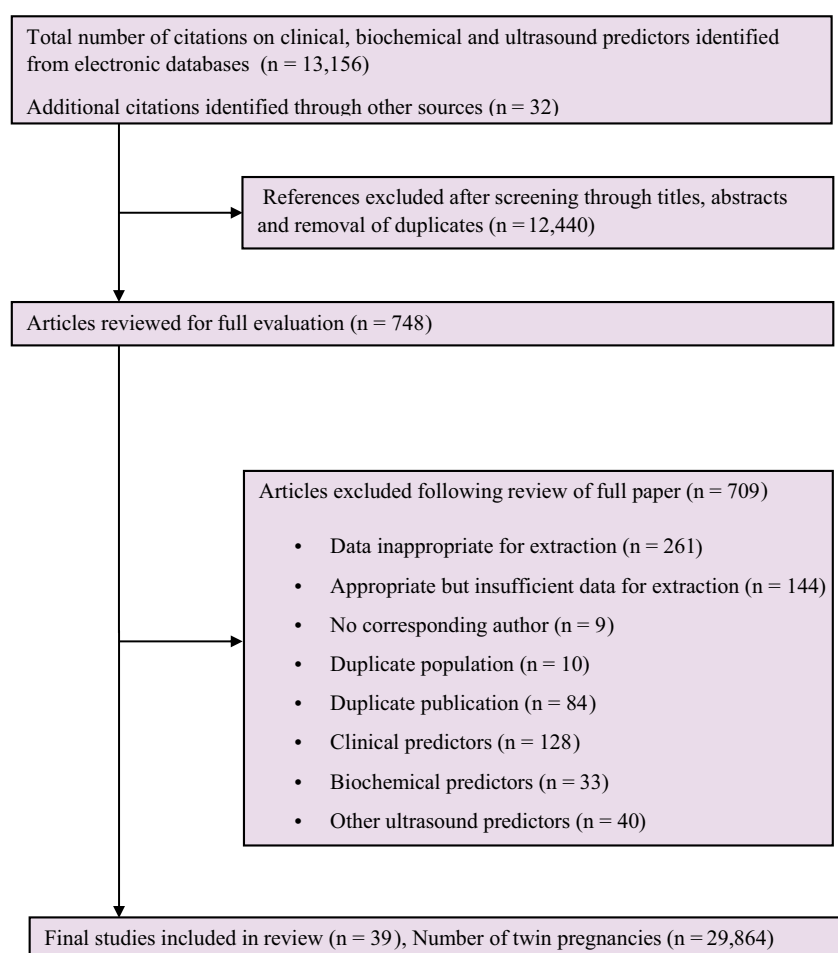 Total number of citations on clinical, biochemical and ultrasound predictors identified
from electronic databases (n = 13,156)
Additional citations identified through other sources (n = 32)
References excluded after screening through titles, abstracts
and removal of duplicates (n = 12,440)
Articles reviewed for full evaluation (n = 748)
Articles excluded following review of full paper (n = 709)
• Data inappropriate for extraction (n = 261)
• Appropriate but insufficient data for extraction (n = 144)
• No corresponding author (n = 9)
• Duplicate population (n = 10)
• Duplicate publication (n = 84)
• Clinical predictors (n = 128)
• Biochemical predictors (n = 33)
• Other ultrasound predictors (n = 40)
Final studies included in review (n = 39), Number of twin pregnancies (n = 29,864)